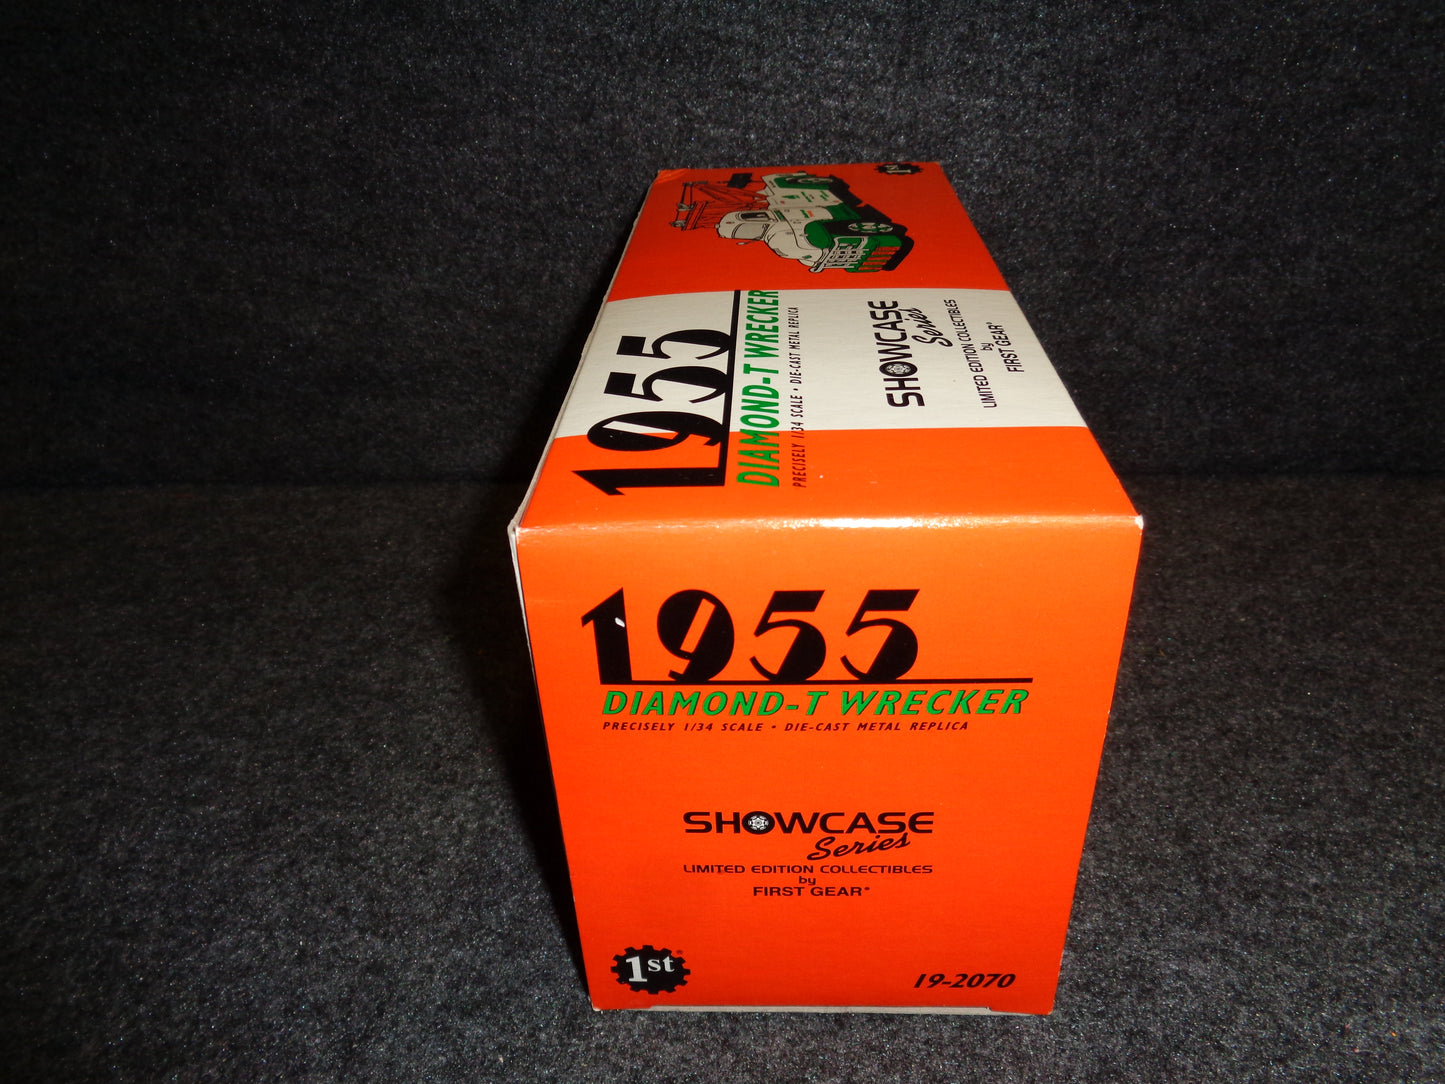 1st
1955
DIAMOND-T WRECKER
PRECISELY 1/34 SCALE • DIE-CAST METAL REPLICA
SHOWCASE
Series
LIMITED EDITION COLLECTIBLES
by
FIRST GEAR®
1955
DIAMOND-T WRECKER
PRECISELY 1/34 SCALE • DIE-CAST METAL REPLICA
SHOWCASE
Series
LIMITED EDITION COLLECTIBLES
by
FIRST GEAR®
1st
19-2070